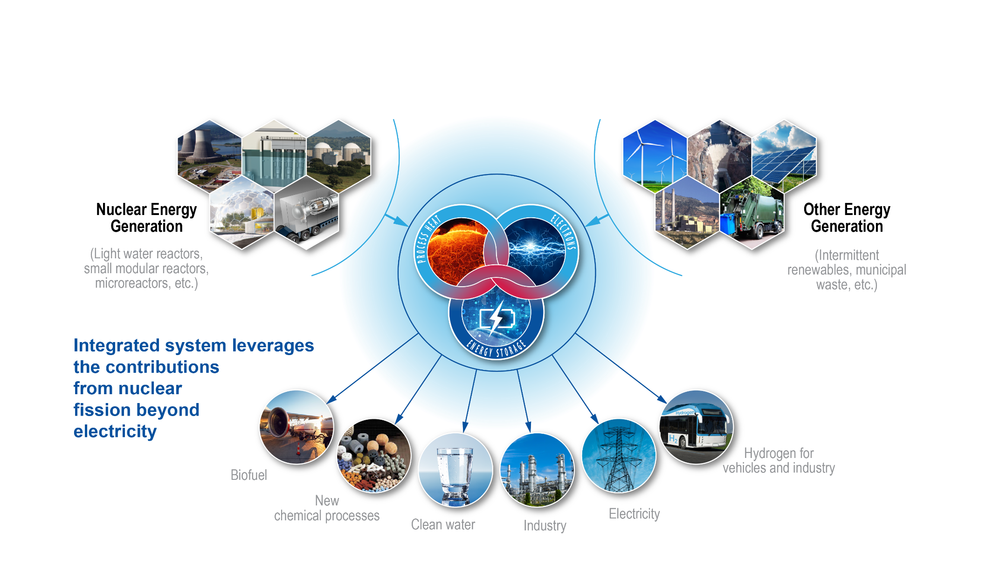 Nuclear Energy
Generation
(Light water reactors,
small modular reactors,
microreactors, etc.)
Other Energy
Generation
(Intermittent
renewables, municipal
waste, etc.)
PROCESS HEAT
ELECTRONS
ENERGY STORAGE
Integrated system leverages
the contributions
from nuclear
fission beyond
electricity
Biofuel
New
chemical processes
Clean water
Industry
Electricity
Hydrogen
H2
Hydrogen for
vehicles and industry